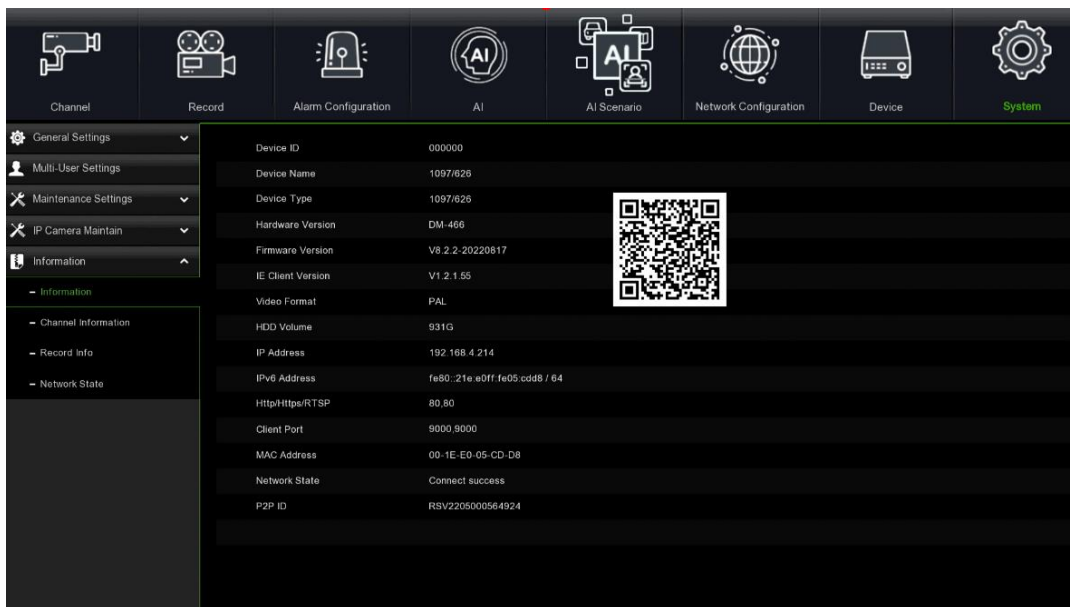 Channel
Record
Alarm Configuration
AI
AI
AI
AI Scenario
Network Configuration
Device
System
General Settings
Multi-User Settings
Maintenance Settings
IP Camera Maintain
Information
Information
Channel Information
Record Info
Network State
Device ID 000000
Device Name 1097/626
Device Type 1097/626
Hardware Version DM-466
Firmware Version V8.2.2-20220817
IE Client Version V1.2.1.55
Video Format PAL
HDD Volume 931G
IP Address 192.168.4.214
IPv6 Address fe80::21e:e0ff:fe05:cdd8 / 64
Http/Https/RTSP 80,80
Client Port 9000,9000
MAC Address 00-1E-E0-05-CD-D8
Network State Connect success
P2P ID RSV2205000564924